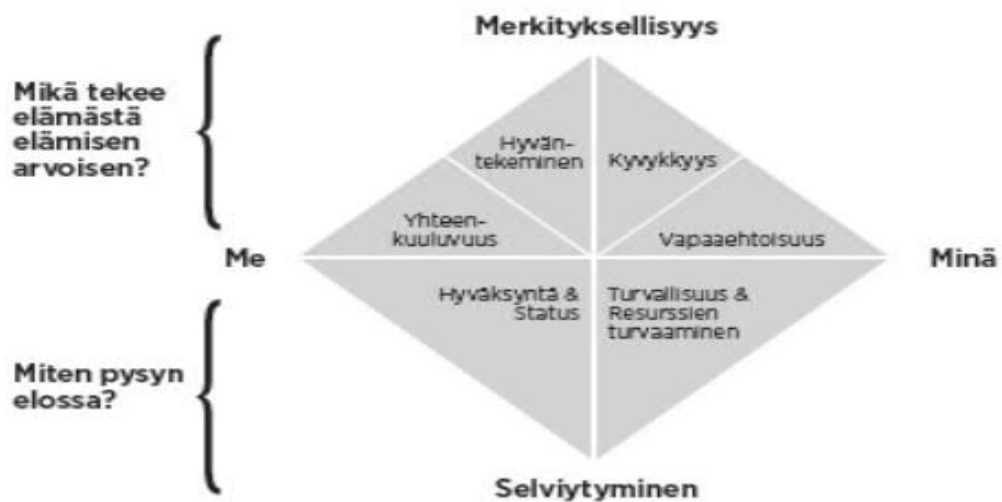 Merkityksellisyys
Mikä tekee
elämästä
elämisen
arvoisen?
Hyvän-
tekeminen
Kyvykkyys
Yhteen-
kuuluvuus
Vapaaehtoisuus
Me
Minä
Hyväksyntä &
Status
Turvallisuus &
Resurssien
turvaaminen
Miten pysyn
elossa?
Selviytyminen